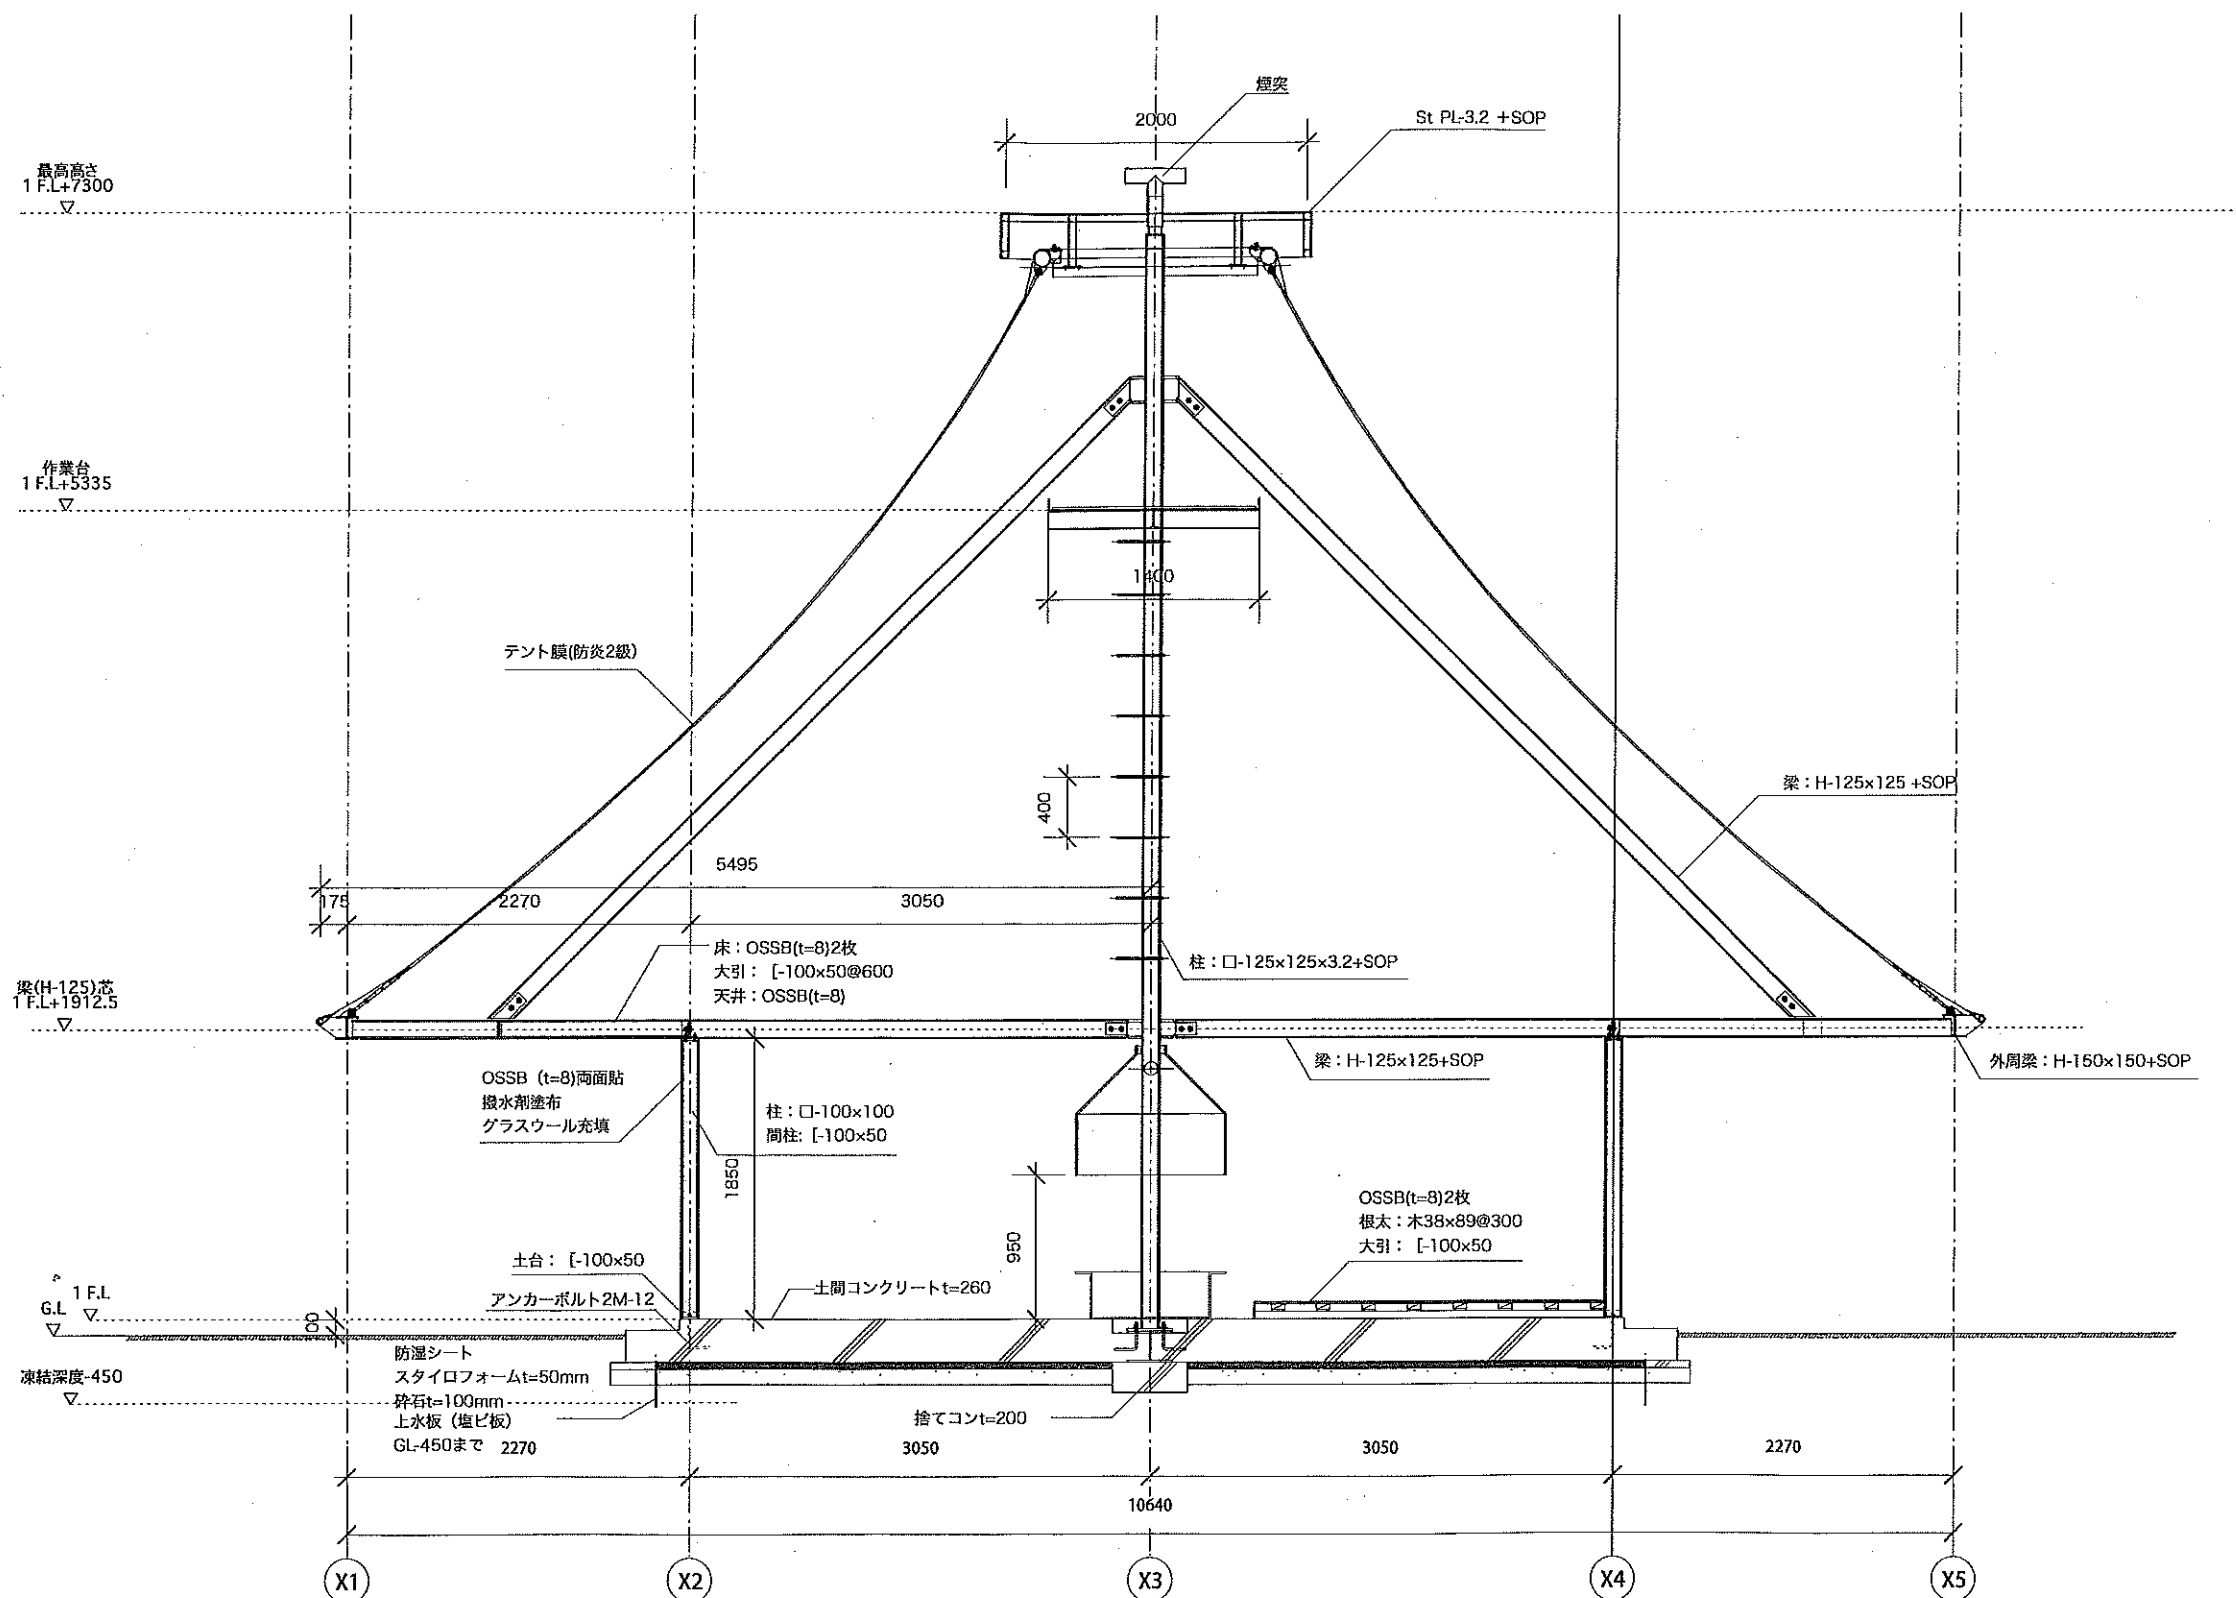 煙突
2000
St PL-3.2 +SOP
最高高さ
1 F.L+7300
作業台
1 F.L+5335
1400
テント膜(防炎2級)
梁：H-125×125 +SOP
400
5495
175
2270
3050
床：OSSB(t=8)2枚
大引： [-100×50@600
天井：OSSB(t=8)
柱：口-125×125×3.2+SOP
梁(H-125)芯
1 F.L+1912.5
OSSB (t=8)両面貼
撥水剤塗布
グラスウール充填
柱：口-100×100
間柱: [-100×50
梁：H-125×125+SOP
外周梁：H-150×150+SOP
1850
950
OSSB(t=8)2枚
根太：木38×89@300
大引： [-100×50
土台： [-100×50
アンカーボルト2M-12
土間コンクリートt=260
1 F.L
G.L
防湿シート
スタイロフォームt=50mm
砕石t=100mm
上水板（塩ビ板）
GL-450まで
凍結深度-450
捨てコンt=200
2270
3050
3050
2270
10640
X1
X2
X3
X4
X5